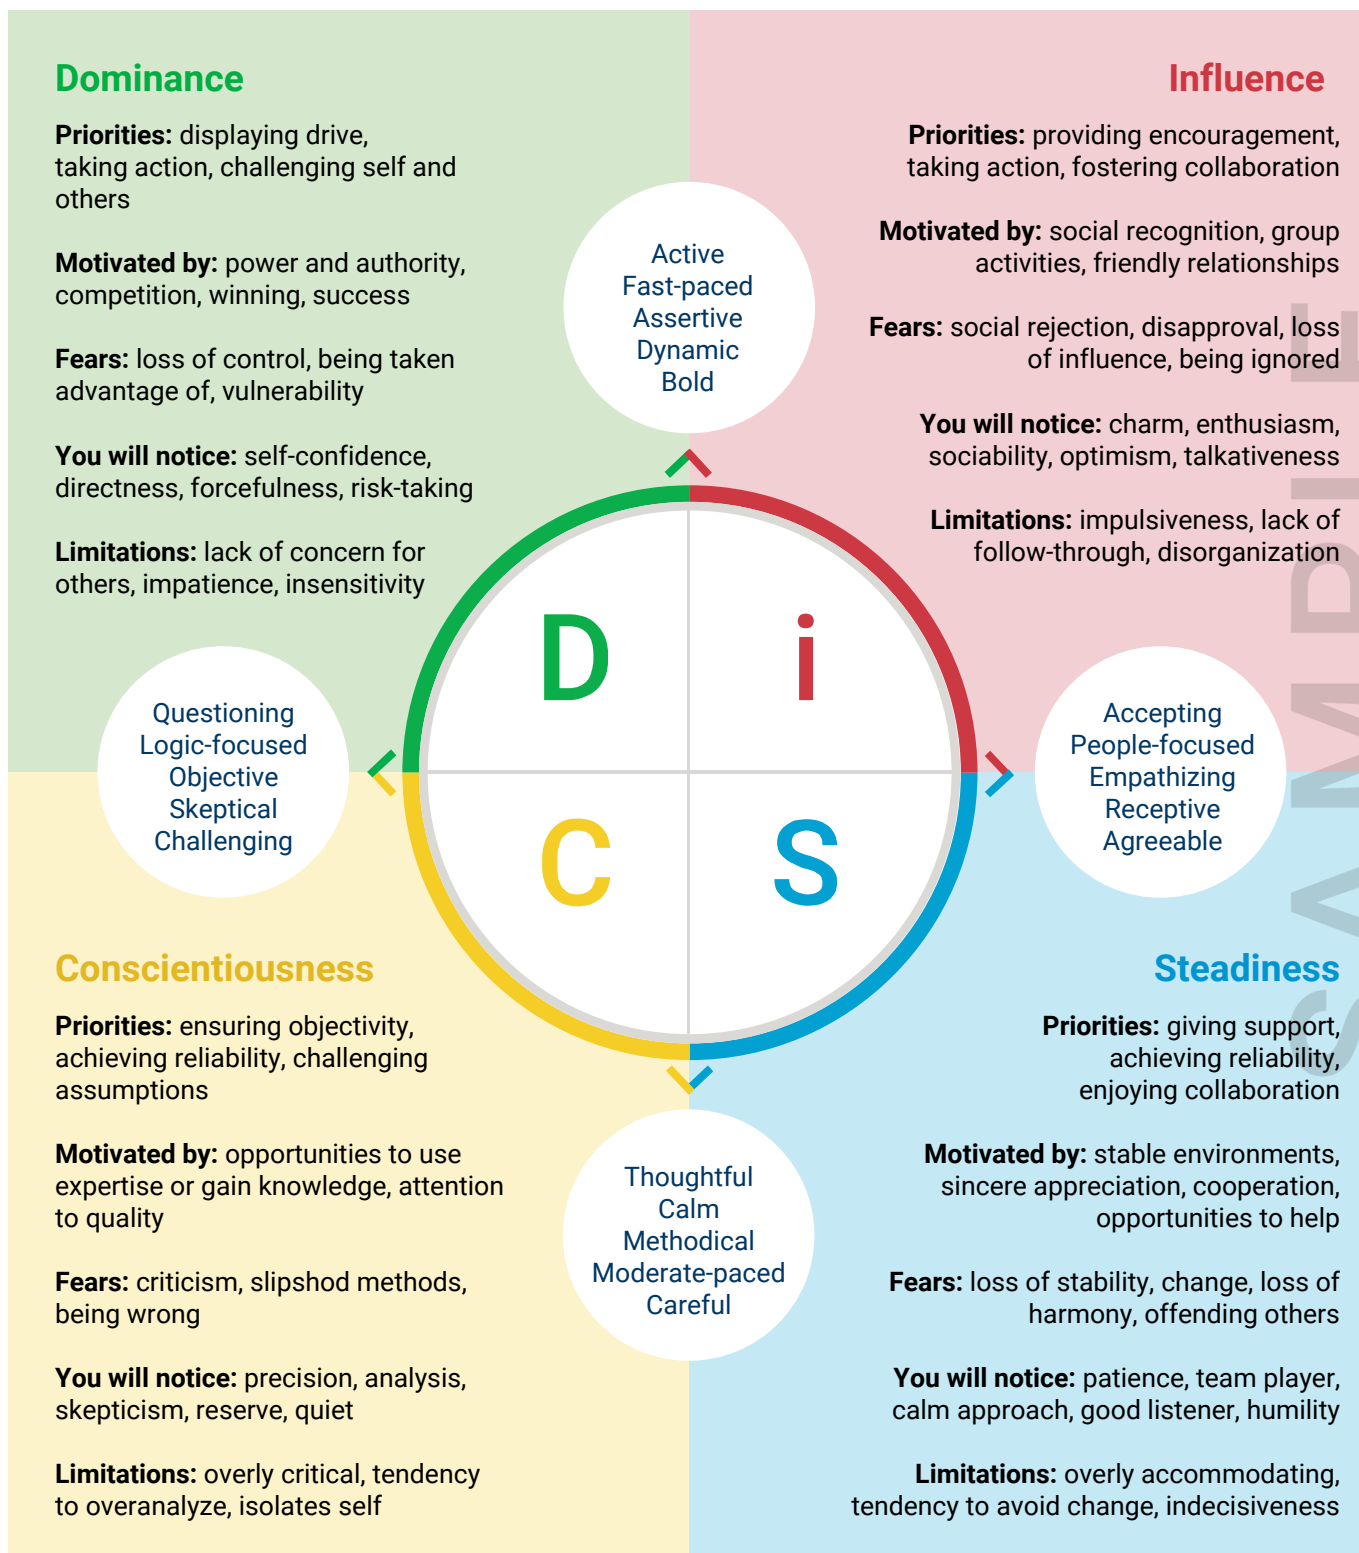 Dominance
Priorities: displaying drive,
taking action, challenging self and
others
Motivated by: power and authority,
competition, winning, success
Fears: loss of control, being taken
advantage of, vulnerability
You will notice: self-confidence,
directness, forcefulness, risk-taking
Limitations: lack of concern for
others, impatience, insensitivity
Influence
Priorities: providing encouragement,
taking action, fostering collaboration
Motivated by: social recognition, group
activities, friendly relationships
Fears: social rejection, disapproval, loss
of influence, being ignored
You will notice: charm, enthusiasm,
sociability, optimism, talkativeness
Limitations: impulsiveness, lack of
follow-through, disorganization
Active
Fast-paced
Assertive
Dynamic
Bold
D
i
Questioning
Logic-focused
Objective
Skeptical
Challenging
Accepting
People-focused
Empathizing
Receptive
Agreeable
C
S
Conscientiousness
Priorities: ensuring objectivity,
achieving reliability, challenging
assumptions
Motivated by: opportunities to use
expertise or gain knowledge, attention
to quality
Fears: criticism, slipshod methods,
being wrong
You will notice: precision, analysis,
skepticism, reserve, quiet
Limitations: overly critical, tendency
to overanalyze, isolates self
Thoughtful
Calm
Methodical
Moderate-paced
Careful
Steadiness
Priorities: giving support,
achieving reliability,
enjoying collaboration
Motivated by: stable environments,
sincere appreciation, cooperation,
opportunities to help
Fears: loss of stability, change, loss of
harmony, offending others
You will notice: patience, team player,
calm approach, good listener, humility
Limitations: overly accommodating,
tendency to avoid change, indecisiveness
SAMPLE